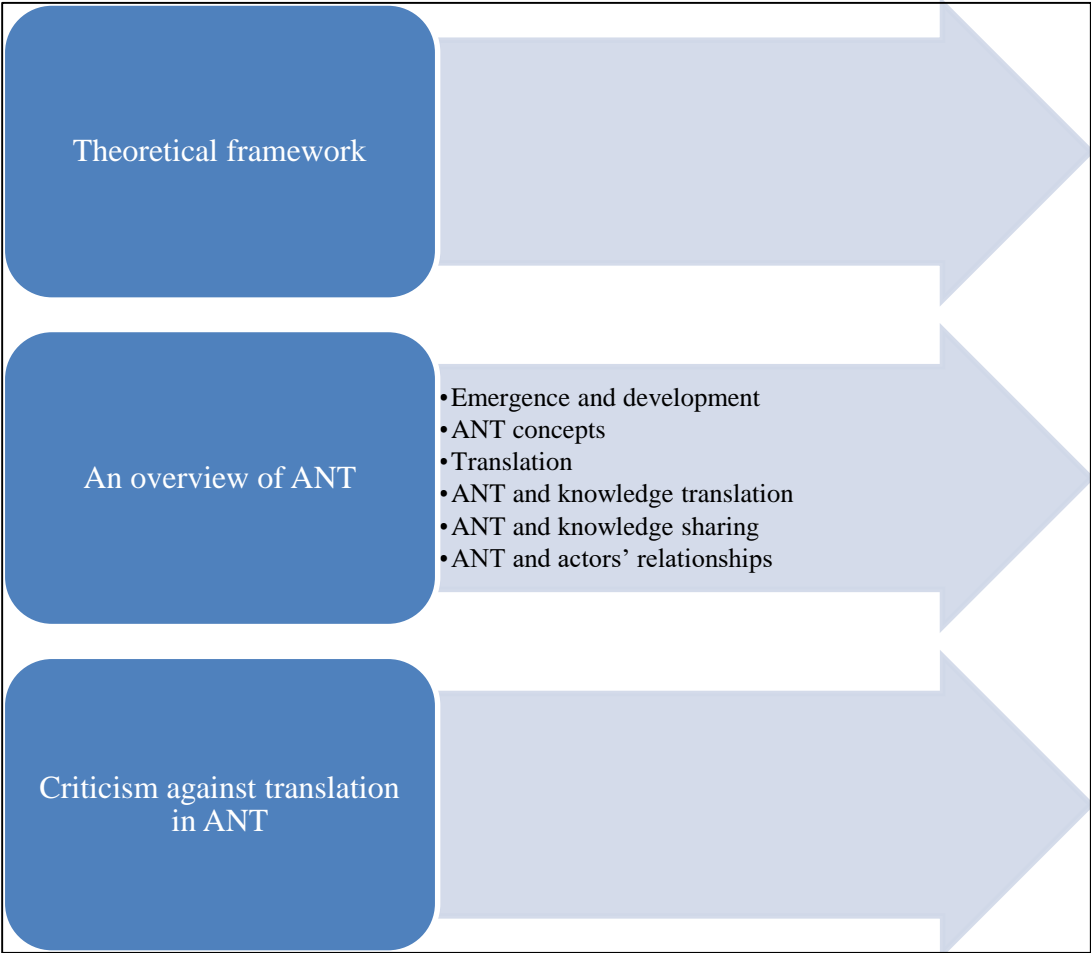 Theoretical framework
An overview of ANT
•Emergence and development
•ANT concepts
•Translation
•ANT and knowledge translation
•ANT and knowledge sharing
•ANT and actors’ relationships
Criticism against translation
in ANT